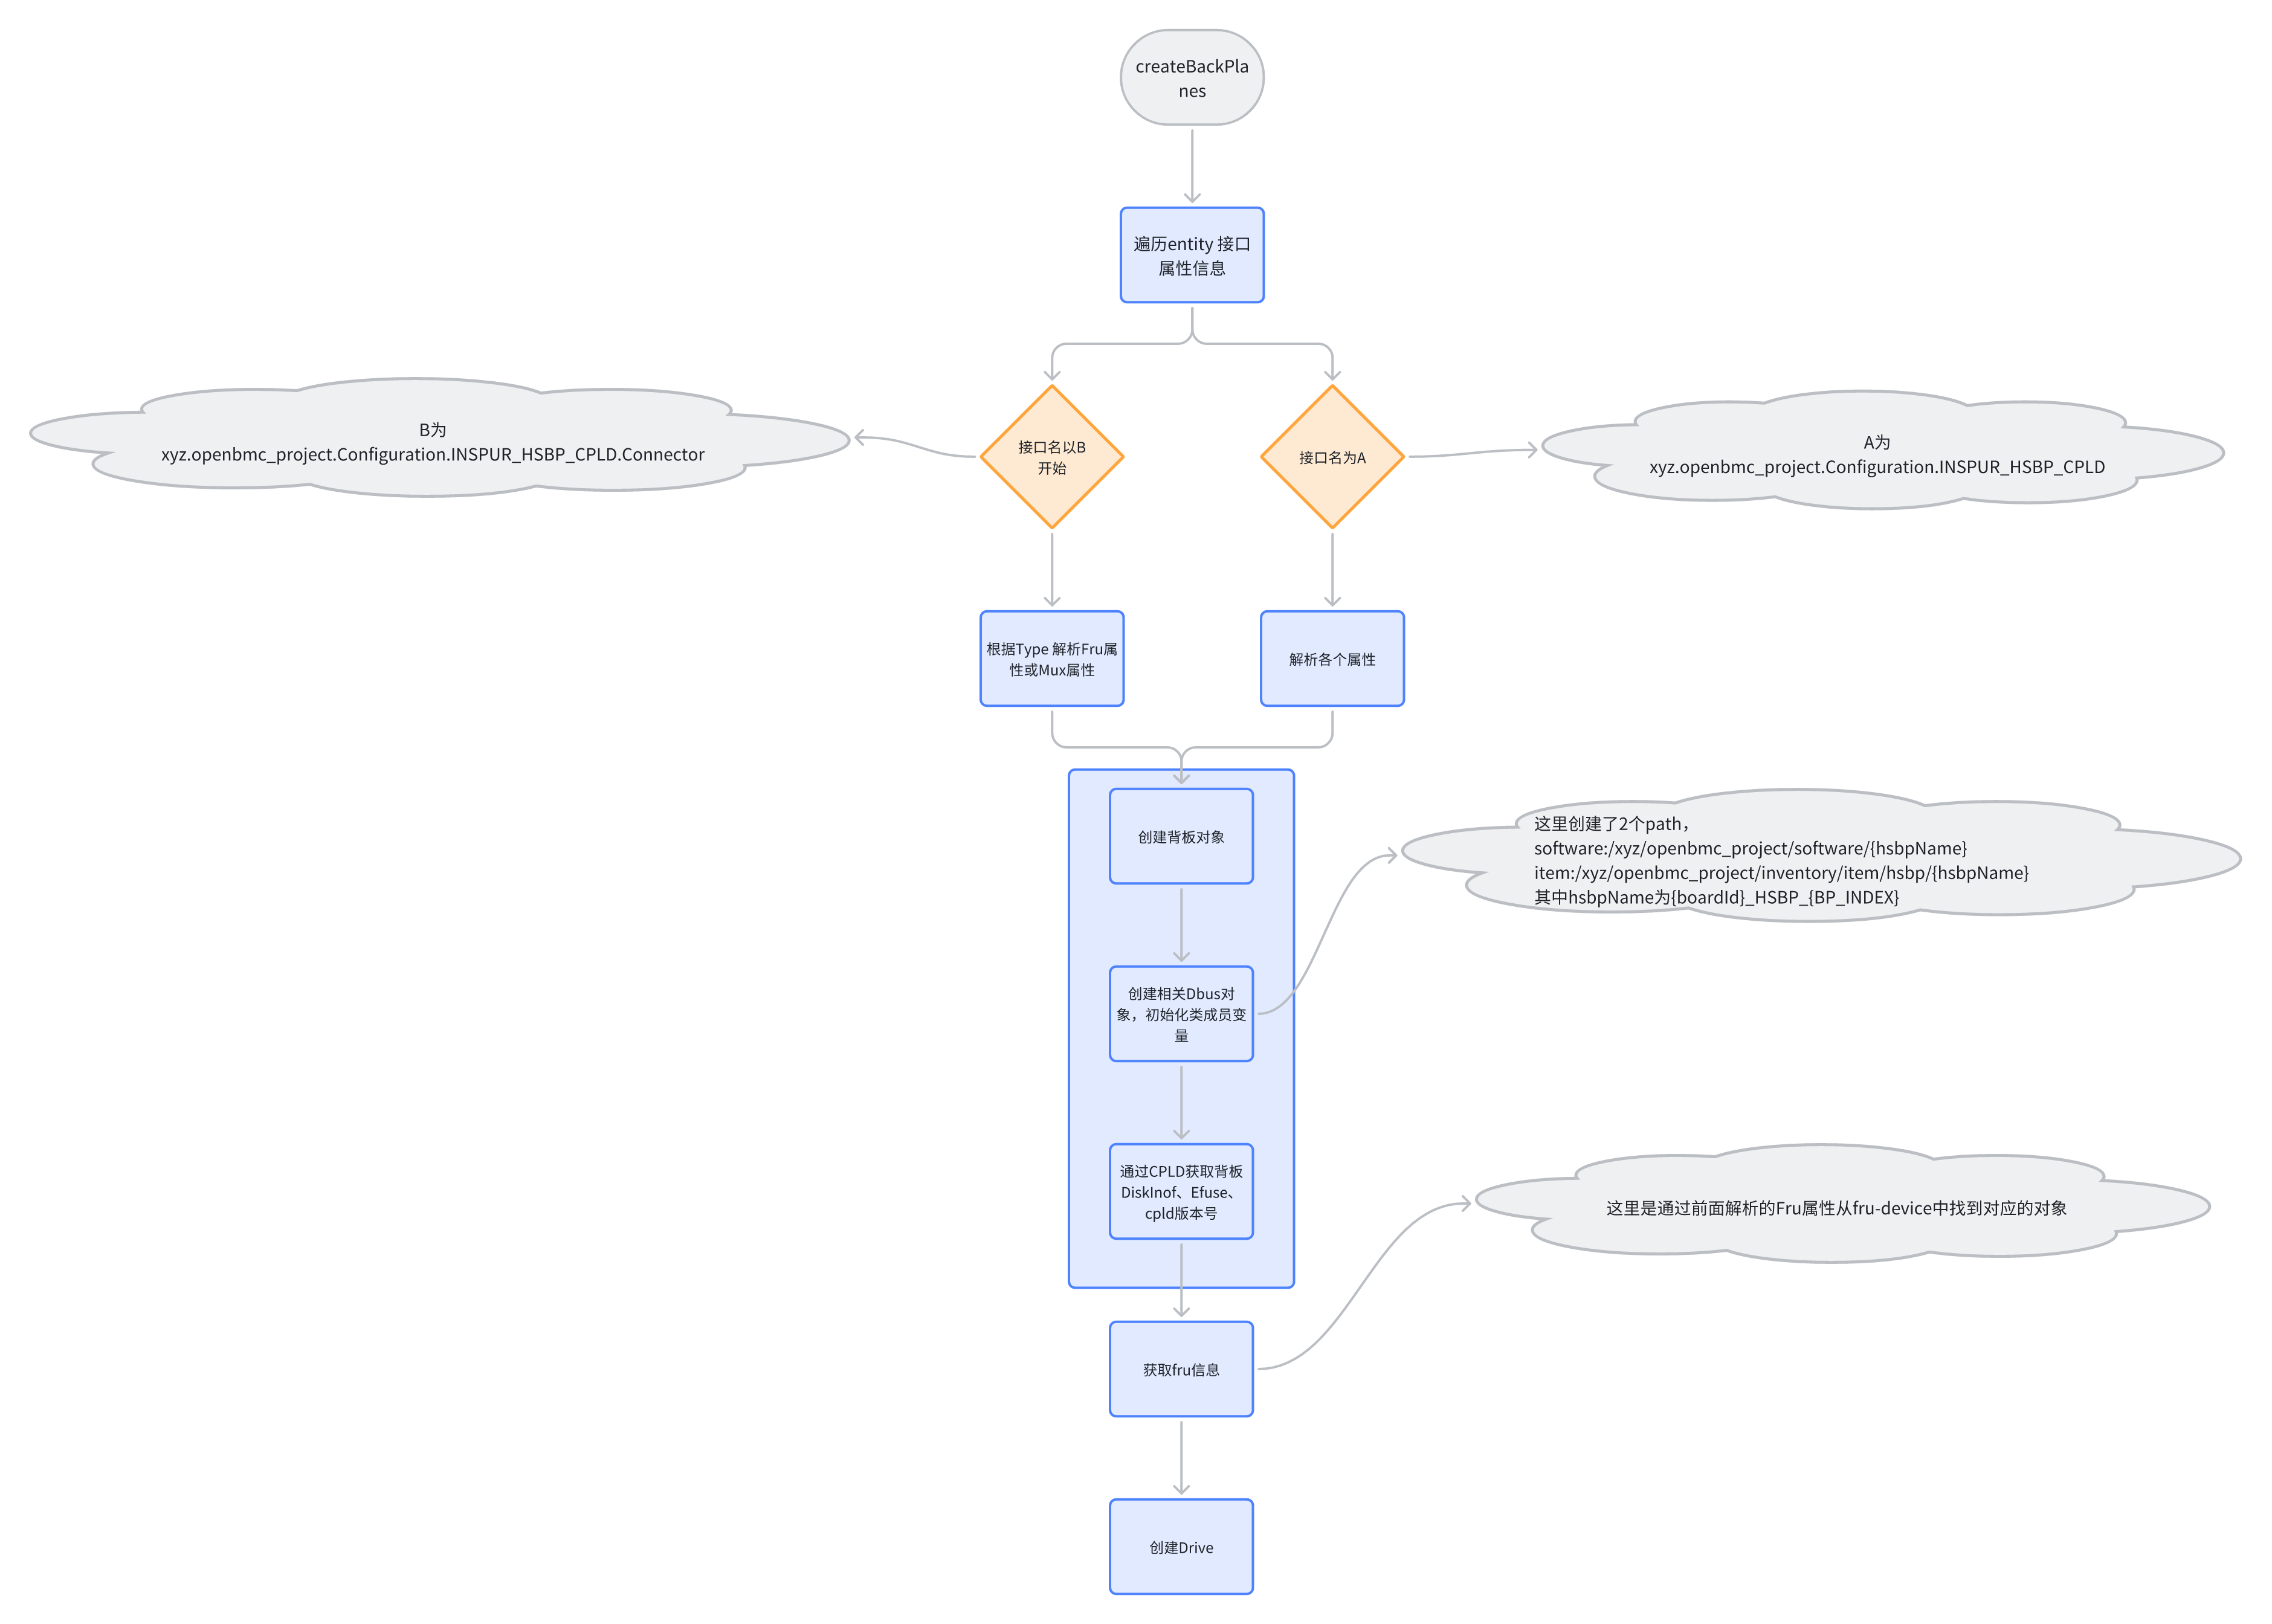 createBackPla
nes
遍历entity 接口
属性信息
B为
xyz.openbmc_project.Configuration.INSPUR_HSBP_CPLD.Connector
接口名以B
开始
接口名为A
A为
xyz.openbmc_project.Configuration.INSPUR_HSBP_CPLD
根据Type 解析Fru属
性或Mux属性
解析各个属性
创建背板对象
这里创建了2个path，
software:/xyz/openbmc_project/software/{hsbpName}
item:/xyz/openbmc_project/inventory/item/hsbp/{hsbpName}
其中hsbpName为{boardId}_HSBP_{BP_INDEX}
创建相关Dbus对
象，初始化类成员变
量
通过CPLD获取背板
DiskInof、Efuse、
cpld版本号
这里是通过前面解析的Fru属性从fru-device中找到对应的对象
获取fru信息
创建Drive